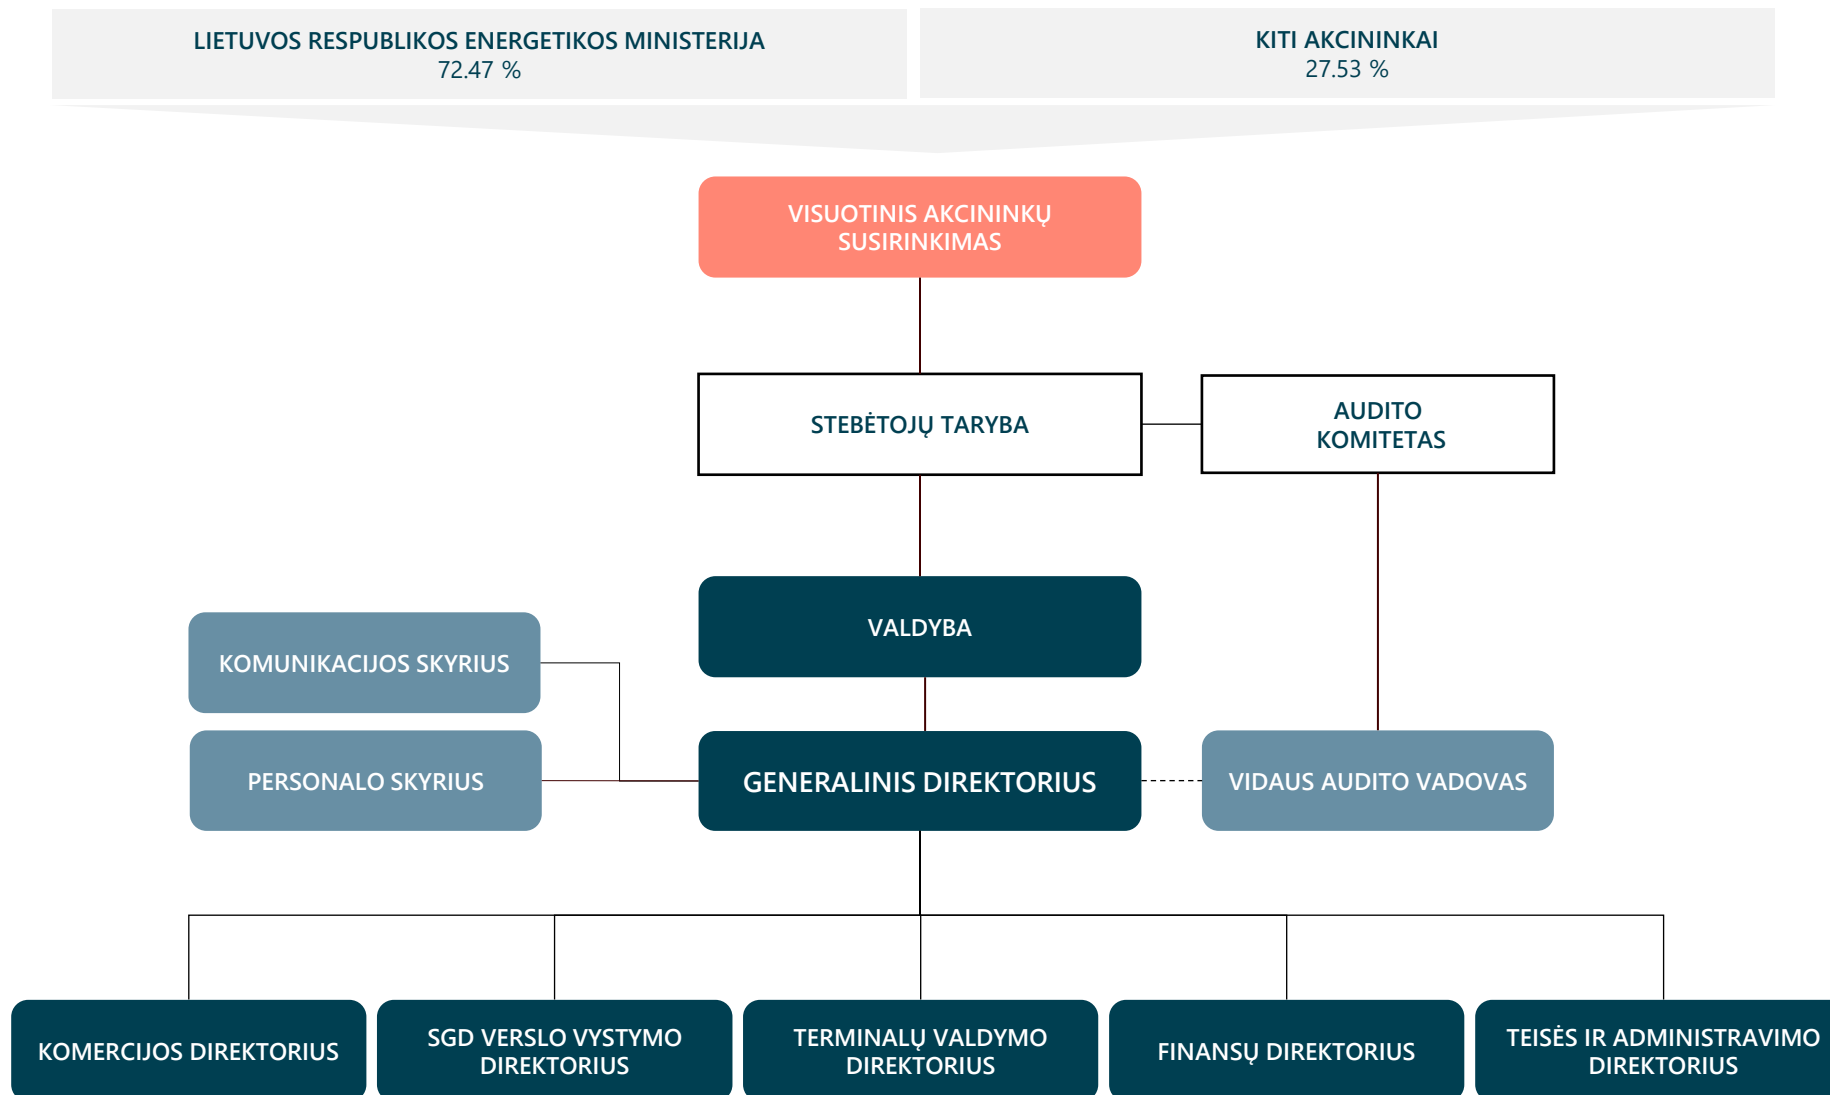 LIETUVOS RESPUBLIKOS ENERGETIKOS MINISTERIJA
72.47 %
KITI AKCININKAI
27.53 %
VISUOTINIS AKCININKŲ
SUSIRINKIMAS
STEBĖTOJŲ TARYBA
AUDITO
KOMITETAS
VALDYBA
KOMUNIKACIJOS SKYRIUS
PERSONALO SKYRIUS
GENERALINIS DIREKTORIUS
VIDAUS AUDITO VADOVAS
KOMERCIJOS DIREKTORIUS
SGD VERSLO VYSTYMO
DIREKTORIUS
TERMINALŲ VALDYMO
DIREKTORIUS
FINANSŲ DIREKTORIUS
TEISĖS IR ADMINISTRAVIMO
DIREKTORIUS